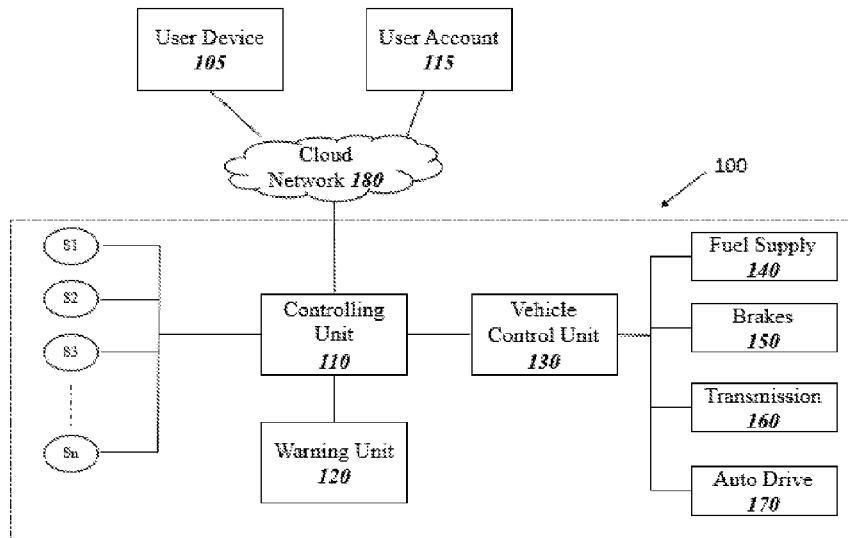 User Device
105
User Account
115
Cloud
Network 180
100
S1
S2
S3
Sn
Controlling
Unit
110
Warning Unit
120
Vehicle
Control Unit
130
Fuel Supply
140
Brakes
150
Transmission
160
Auto Drive
170